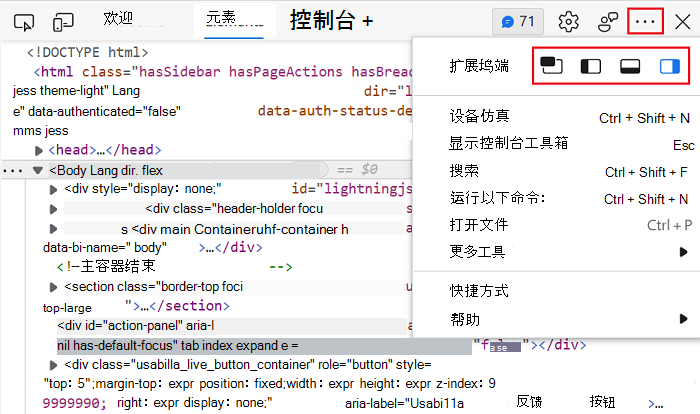 欢迎 元素 控制台 + 71
<!DOCTYPE html>
<html class="hasSidebar hasPageActions hasBrea
jess theme-light" Lang dir="l
e" data-authenticated="false" data-auth-status-de
mms jess
<head>…</head>
<Body Lang dir. flex == $0
<div style="display: none;" id="lightningjs
<div class="header-holder focu s
s <div main Containeruhf-container h a
data-bi-name=" body" >…</div>
<!-主容器结束 -->
<section class="border-top foci u
top-large ">…</section>
<div id="action-panel" aria-l a
nil has-default-focus" tab index expand e = "false"></div>
<div class="usabilla_live_button_container" role="button" style=
"top: 5";margin-top: expr position: fixed;width: expr height: expr z-index: 9
9999990; right: expr display: none;" aria-label="Usabi11a 反馈 按钮 >…
扩展坞端
设备仿真 Ctrl + Shift + N
显示控制台工具箱 Esc
搜索 Ctrl + Shift + F
运行以下命令: Ctrl + Shift + N
打开文件 Ctrl + P
更多工具
快捷方式
帮助